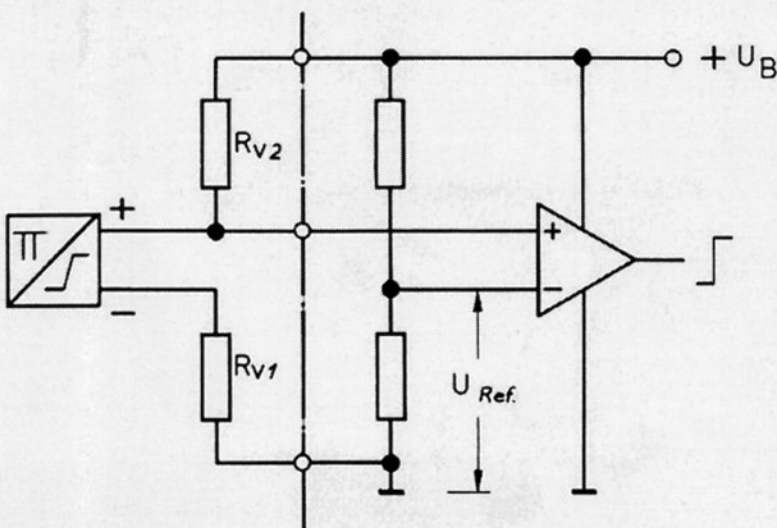 + U_B
R_V2
+
+
π
−
−
R_V1
U_Ref.